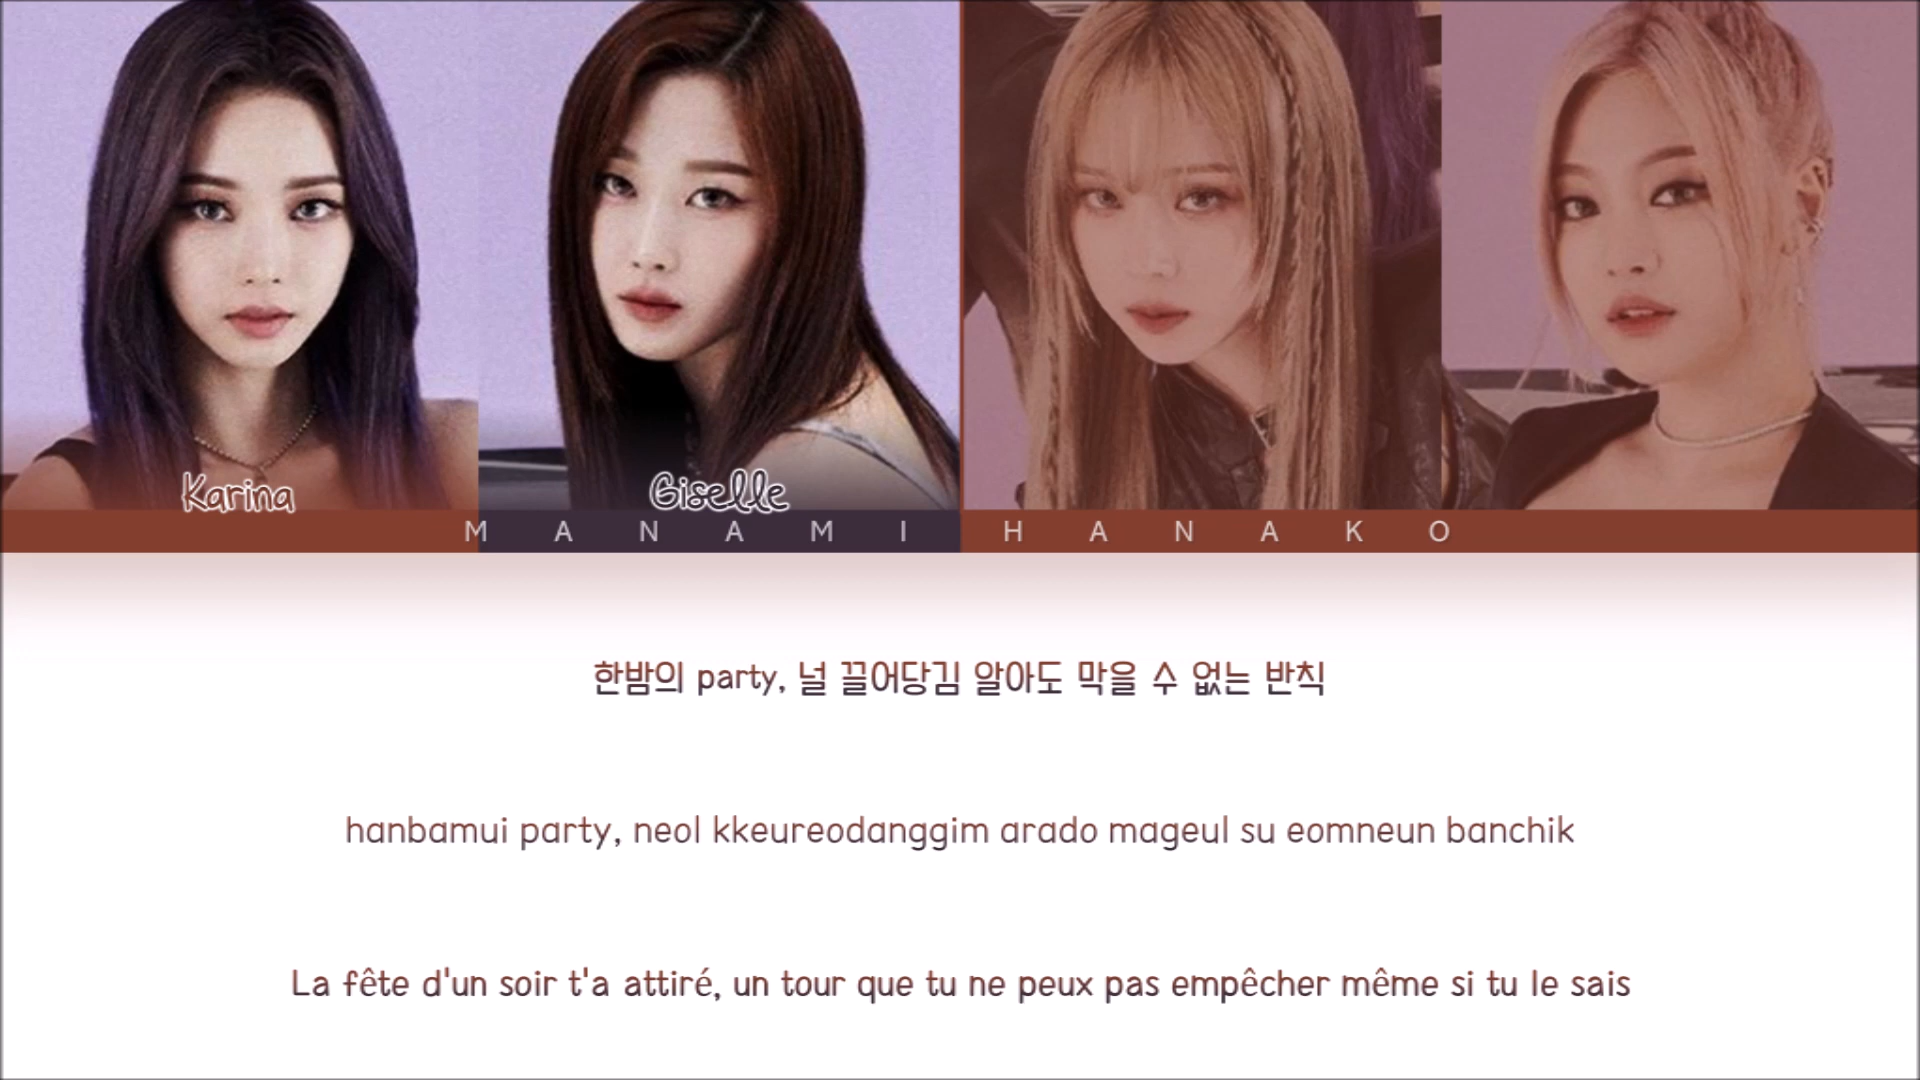 Karina
Giselle
MANAMI HANAKO
한밤의 party, 널 끌어당김 알아도 막을 수 없는 반칙
hanbamui party, neol kkeureodanggim arado mageul su eomneun banchik
La fête d'un soir t'a attiré, un tour que tu ne peux pas empêcher même si tu le sais